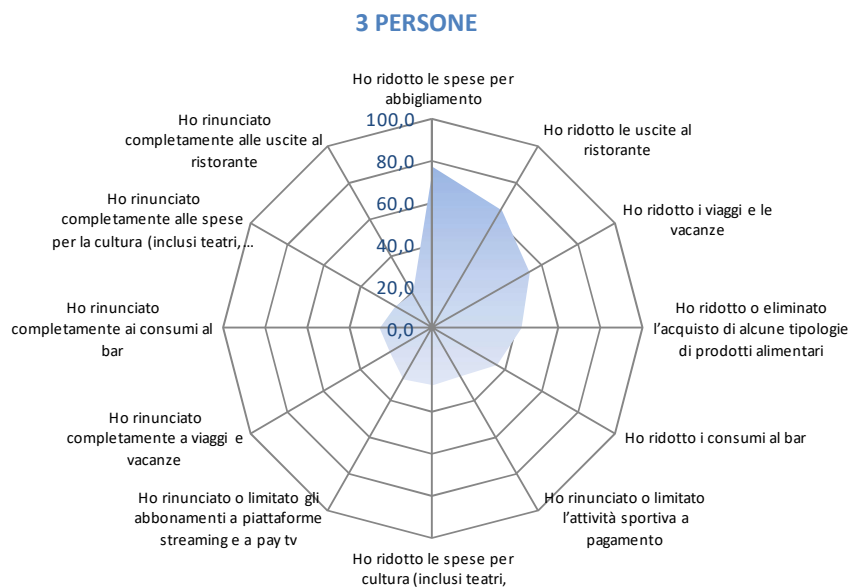 3 PERSONE
Ho ridotto le spese per
abbigliamento
Ho ridotto le uscite al
ristorante
Ho ridotto i viaggi e le
vacanze
Ho ridotto o eliminato
l’acquisto di alcune tipologie
di prodotti alimentari
Ho ridotto i consumi al bar
Ho rinunciato o limitato
l’attività sportiva a
pagamento
Ho ridotto le spese per
cultura (inclusi teatri,
Ho rinunciato o limitato gli
abbonamenti a piattaforme
streaming e a pay tv
Ho rinunciato
completamente a viaggi e
vacanze
Ho rinunciato
completamente ai consumi al
bar
Ho rinunciato
completamente alle spese
per la cultura (inclusi teatri,...
Ho rinunciato
completamente alle uscite al
ristorante
100,0
80,0
60,0
40,0
20,0
0,0